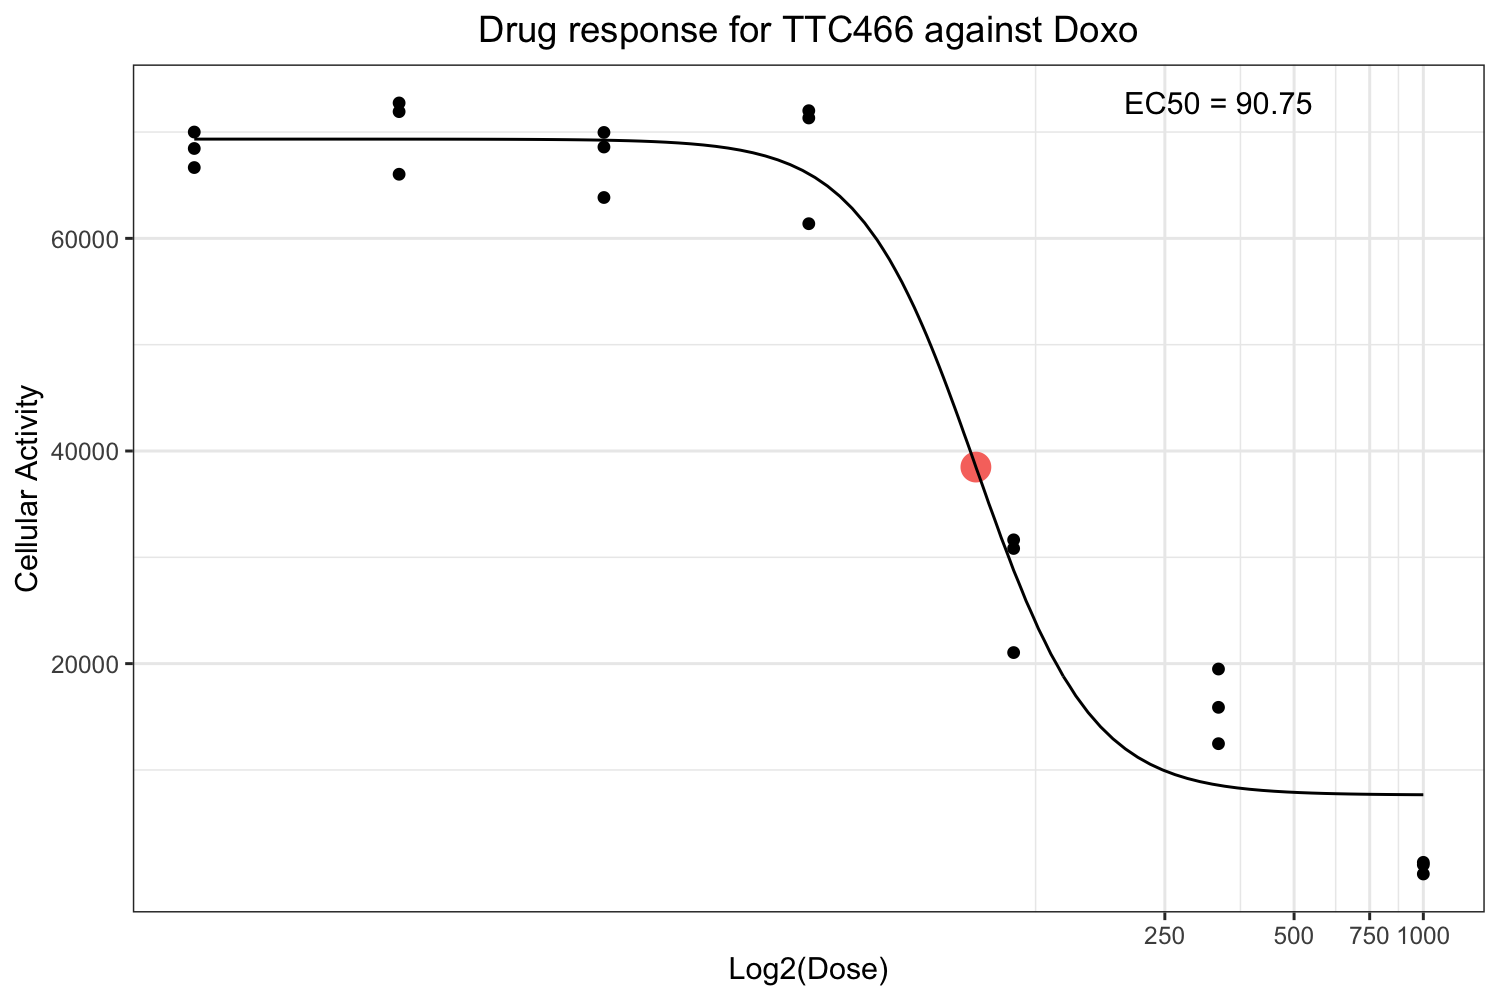 Drug response for TTC466 against Doxo
EC50 = 90.75
60000
40000
20000
Cellular Activity
250 500 750 1000
Log2(Dose)